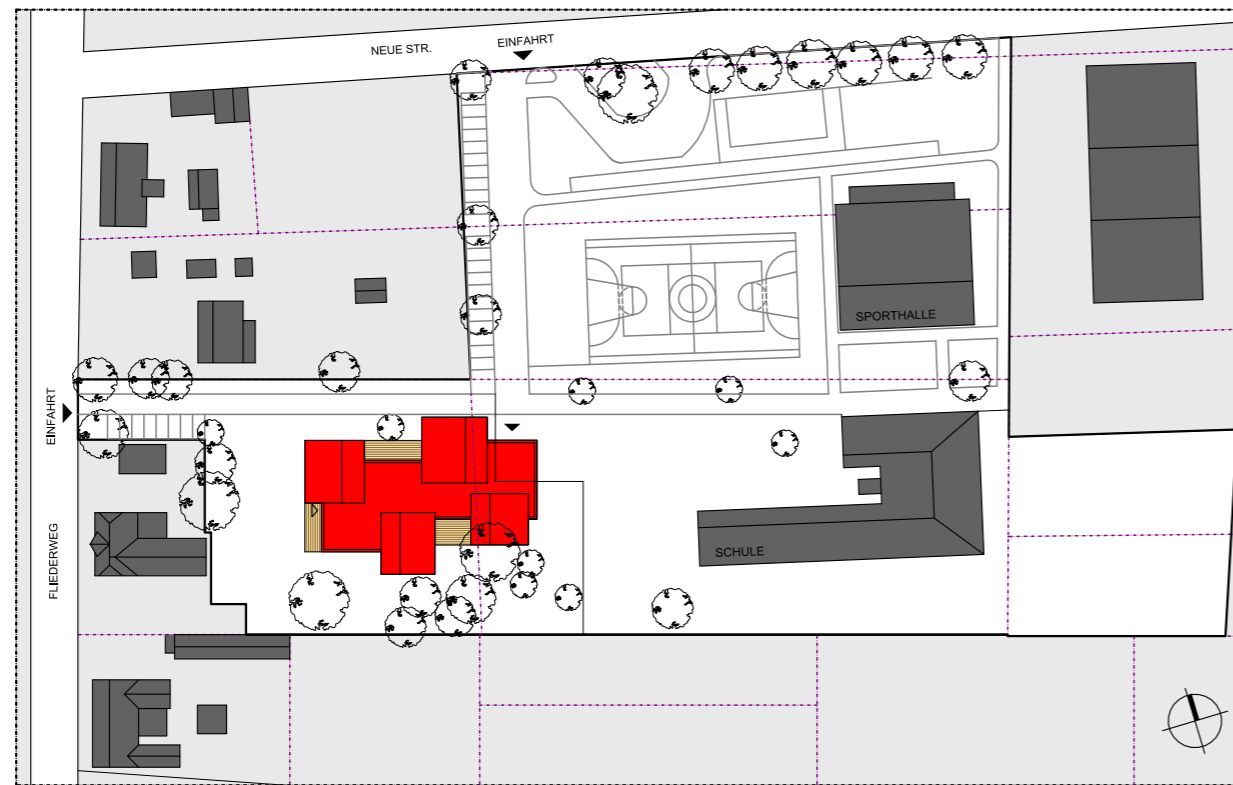 NEUE STR.
EINFAHRT
SPORTHALLE
EINFAHRT
SCHULE
FLIEDERWEG